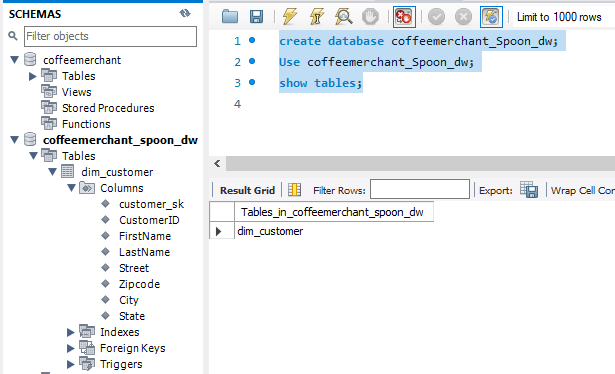 SCHEMAS
Filter objects
coffeemerchant
Tables
Views
Stored Procedures
Functions
coffeemerchant_spoon_dw
Tables
dim_customer
Columns
customer_sk
CustomerID
FirstName
LastName
Street
Zipcode
City
State
Indexes
Foreign Keys
Triggers
Limit to 1000 rows
1 create database coffeemerchant_Spoon_dw;
2 Use coffeemerchant_Spoon_dw;
3 show tables;
4
Result Grid Filter Rows: Export: Wrap Cell Con
Tables_in_coffeemerchant_spoon_dw
dim_customer